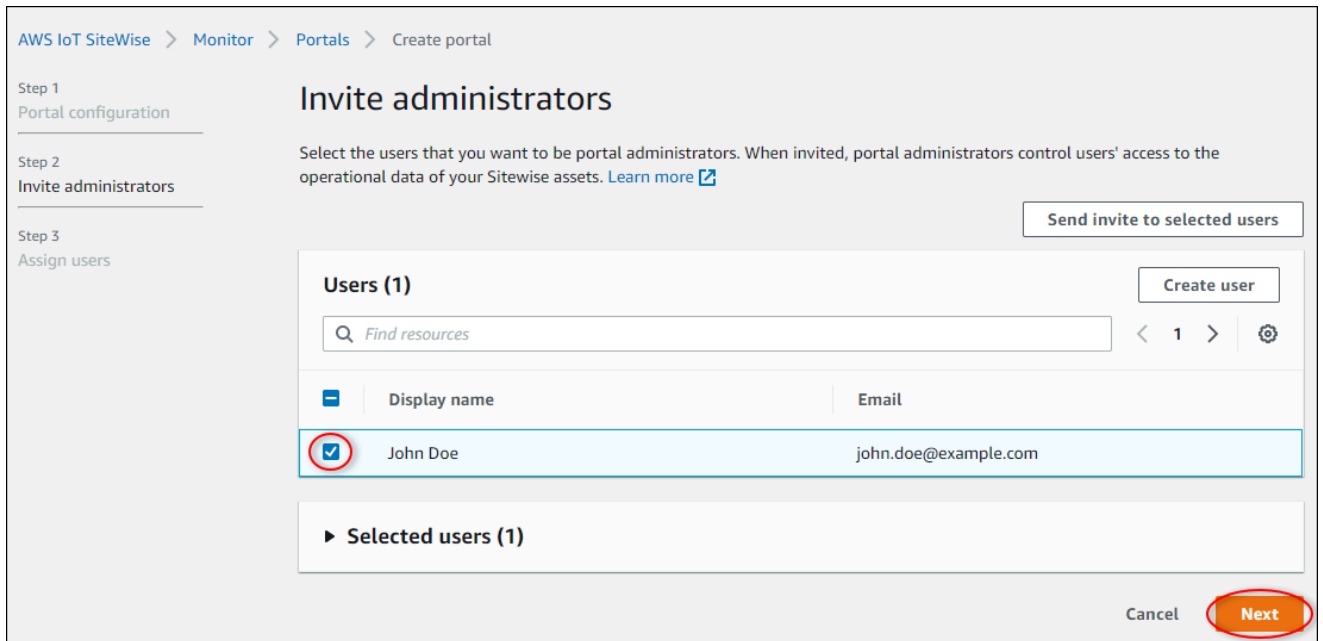 AWS IoT SiteWise > Monitor > Portals > Create portal
Step 1
Portal configuration
Step 2
Invite administrators
Step 3
Assign users
Invite administrators
Select the users that you want to be portal administrators. When invited, portal administrators control users' access to the
operational data of your Sitewise assets. Learn more
Send invite to selected users
Users (1)
Create user
Find resources
1
Display name
Email
John Doe
john.doe@example.com
Selected users (1)
Cancel
Next